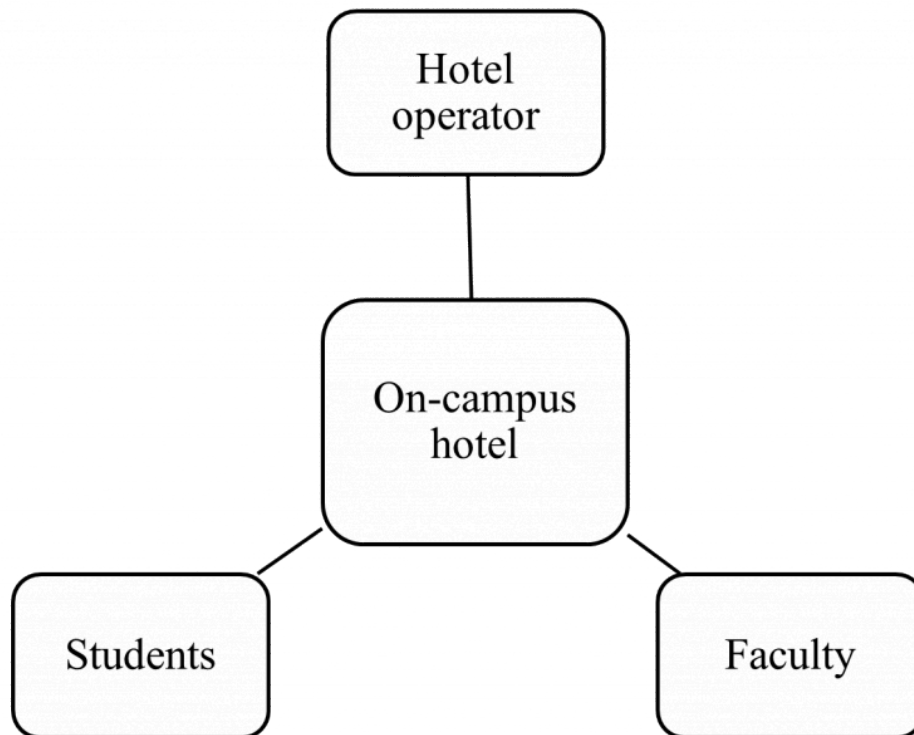 Hotel
operator
On-campus
hotel
Students
Faculty